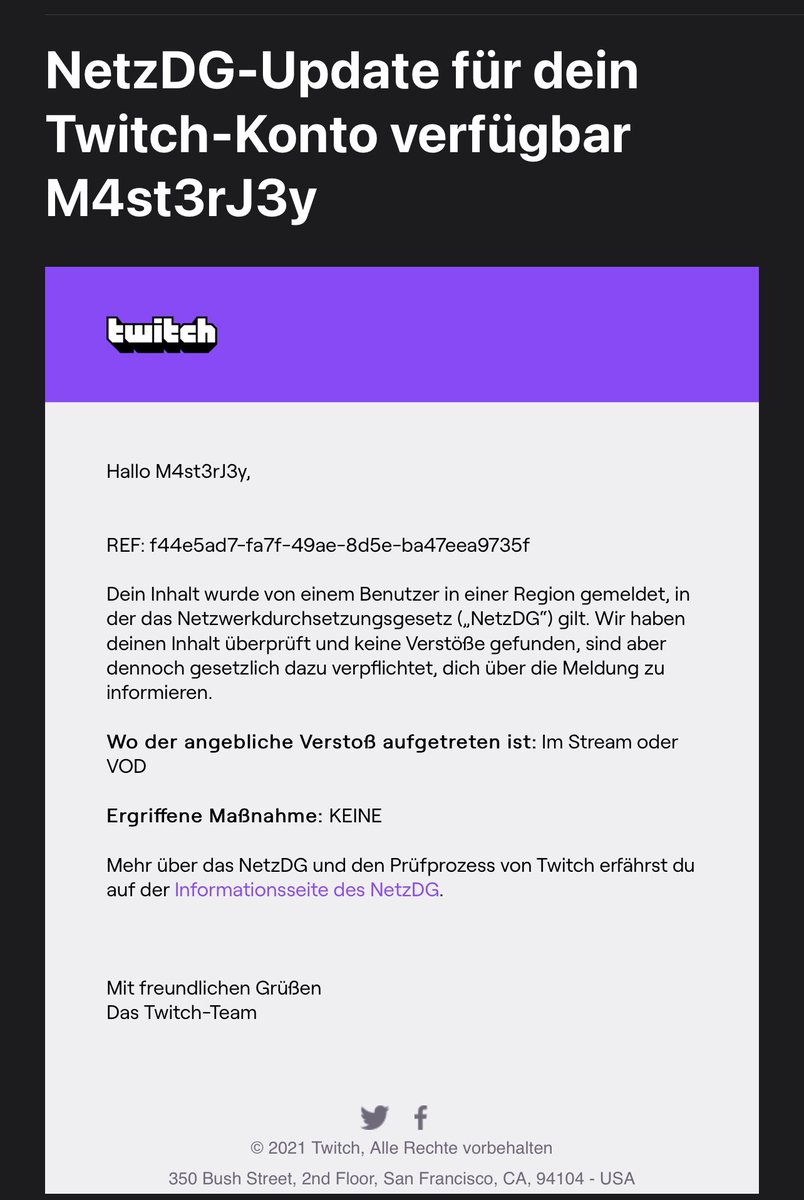 NetzDG-Update für dein
Twitch-Konto verfügbar
M4st3rJ3y
twitch
Hallo M4st3rJ3y,
REF: f44e5ad7-fa7f-49ae-8d5e-ba47eea9735f
Dein Inhalt wurde von einem Benutzer in einer Region gemeldet, in
der das Netzwerkdurchsetzungsgesetz („NetzDG“) gilt. Wir haben
deinen Inhalt überprüft und keine Verstöße gefunden, sind aber
dennoch gesetzlich dazu verpflichtet, dich über die Meldung zu
informieren.
Wo der angebliche Verstoß aufgetreten ist: Im Stream oder
VOD
Ergriffene Maßnahme: KEINE
Mehr über das NetzDG und den Prüfprozess von Twitch erfährst du
auf der Informationsseite des NetzDG.
Mit freundlichen Grüßen
Das Twitch-Team
© 2021 Twitch, Alle Rechte vorbehalten
350 Bush Street, 2nd Floor, San Francisco, CA, 94104 - USA